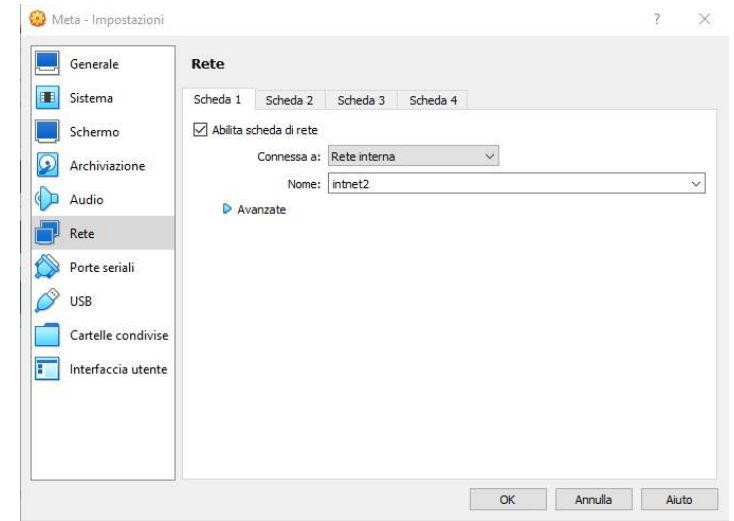 Meta - Impostazioni
?
Generale
Sistema
Schermo
Archiviazione
Audio
Rete
Porte seriali
USB
Cartelle condivise
Interfaccia utente
Rete
Scheda 1 Scheda 2 Scheda 3 Scheda 4
Abilita scheda di rete
Connessa a: Rete interna
Nome: intnet2
Avanzate
OK Annulla Aiuto